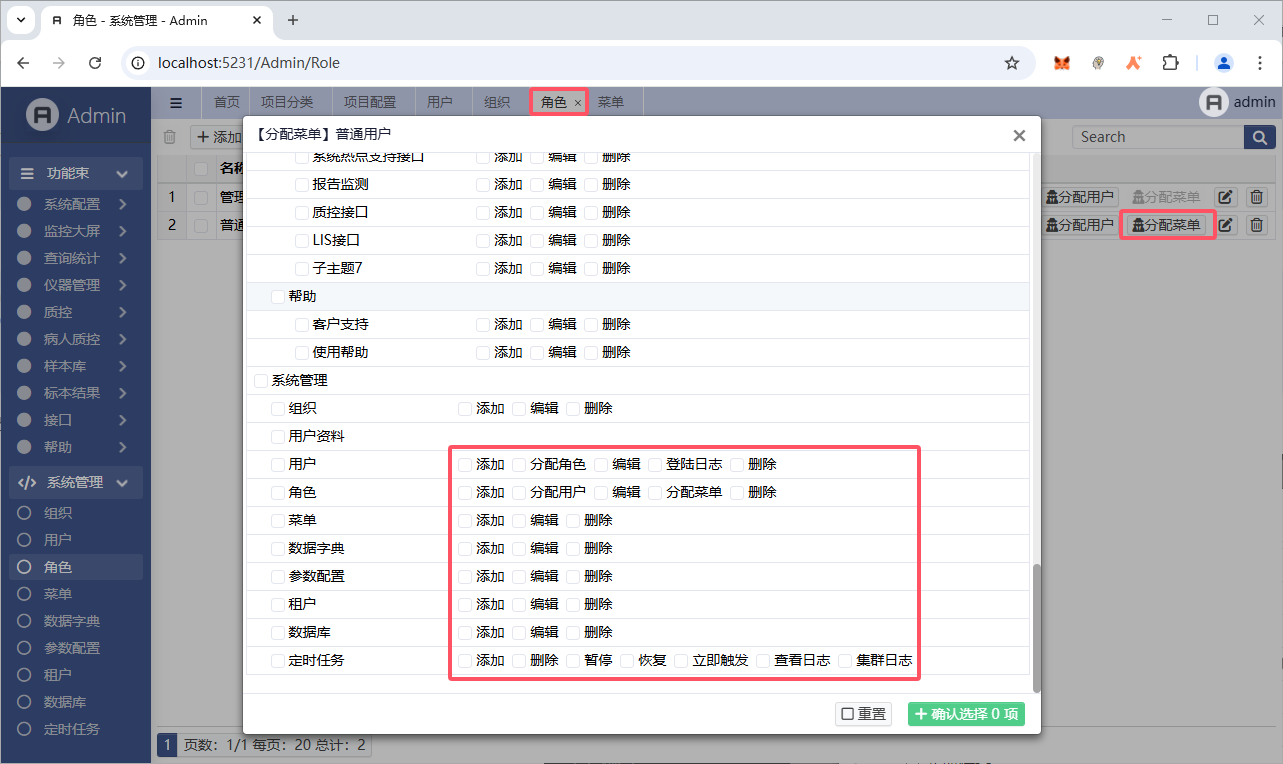 角色 - 系统管理 - Admin
localhost:5231/Admin/Role
Admin
首页 项目分类 项目配置 用户 组织 角色 × 菜单
admin
添加
Search
【分配菜单】普通用户
功能束
系统配置
监控大屏
查询统计
仪器管理
质控
病人质控
样本库
标本结果
接口
帮助
系统管理
组织
用户
角色
菜单
数据字典
参数配置
租户
数据库
定时任务
1 管理 分配用户 分配菜单
2 普通 分配用户 分配菜单
系统热点支持接口 添加 编辑 删除
报告监测 添加 编辑 删除
质控接口 添加 编辑 删除
LIS接口 添加 编辑 删除
子主题7 添加 编辑 删除
帮助
客户支持 添加 编辑 删除
使用帮助 添加 编辑 删除
系统管理
组织 添加 编辑 删除
用户资料
用户 添加 分配角色 编辑 登陆日志 删除
角色 添加 分配用户 编辑 分配菜单 删除
菜单 添加 编辑 删除
数据字典 添加 编辑 删除
参数配置 添加 编辑 删除
租户 添加 编辑 删除
数据库 添加 编辑 删除
定时任务 添加 删除 暂停 恢复 立即触发 查看日志 集群日志
重置 确认选择 0 项
1 页数：1/1 每页：20 总计：2